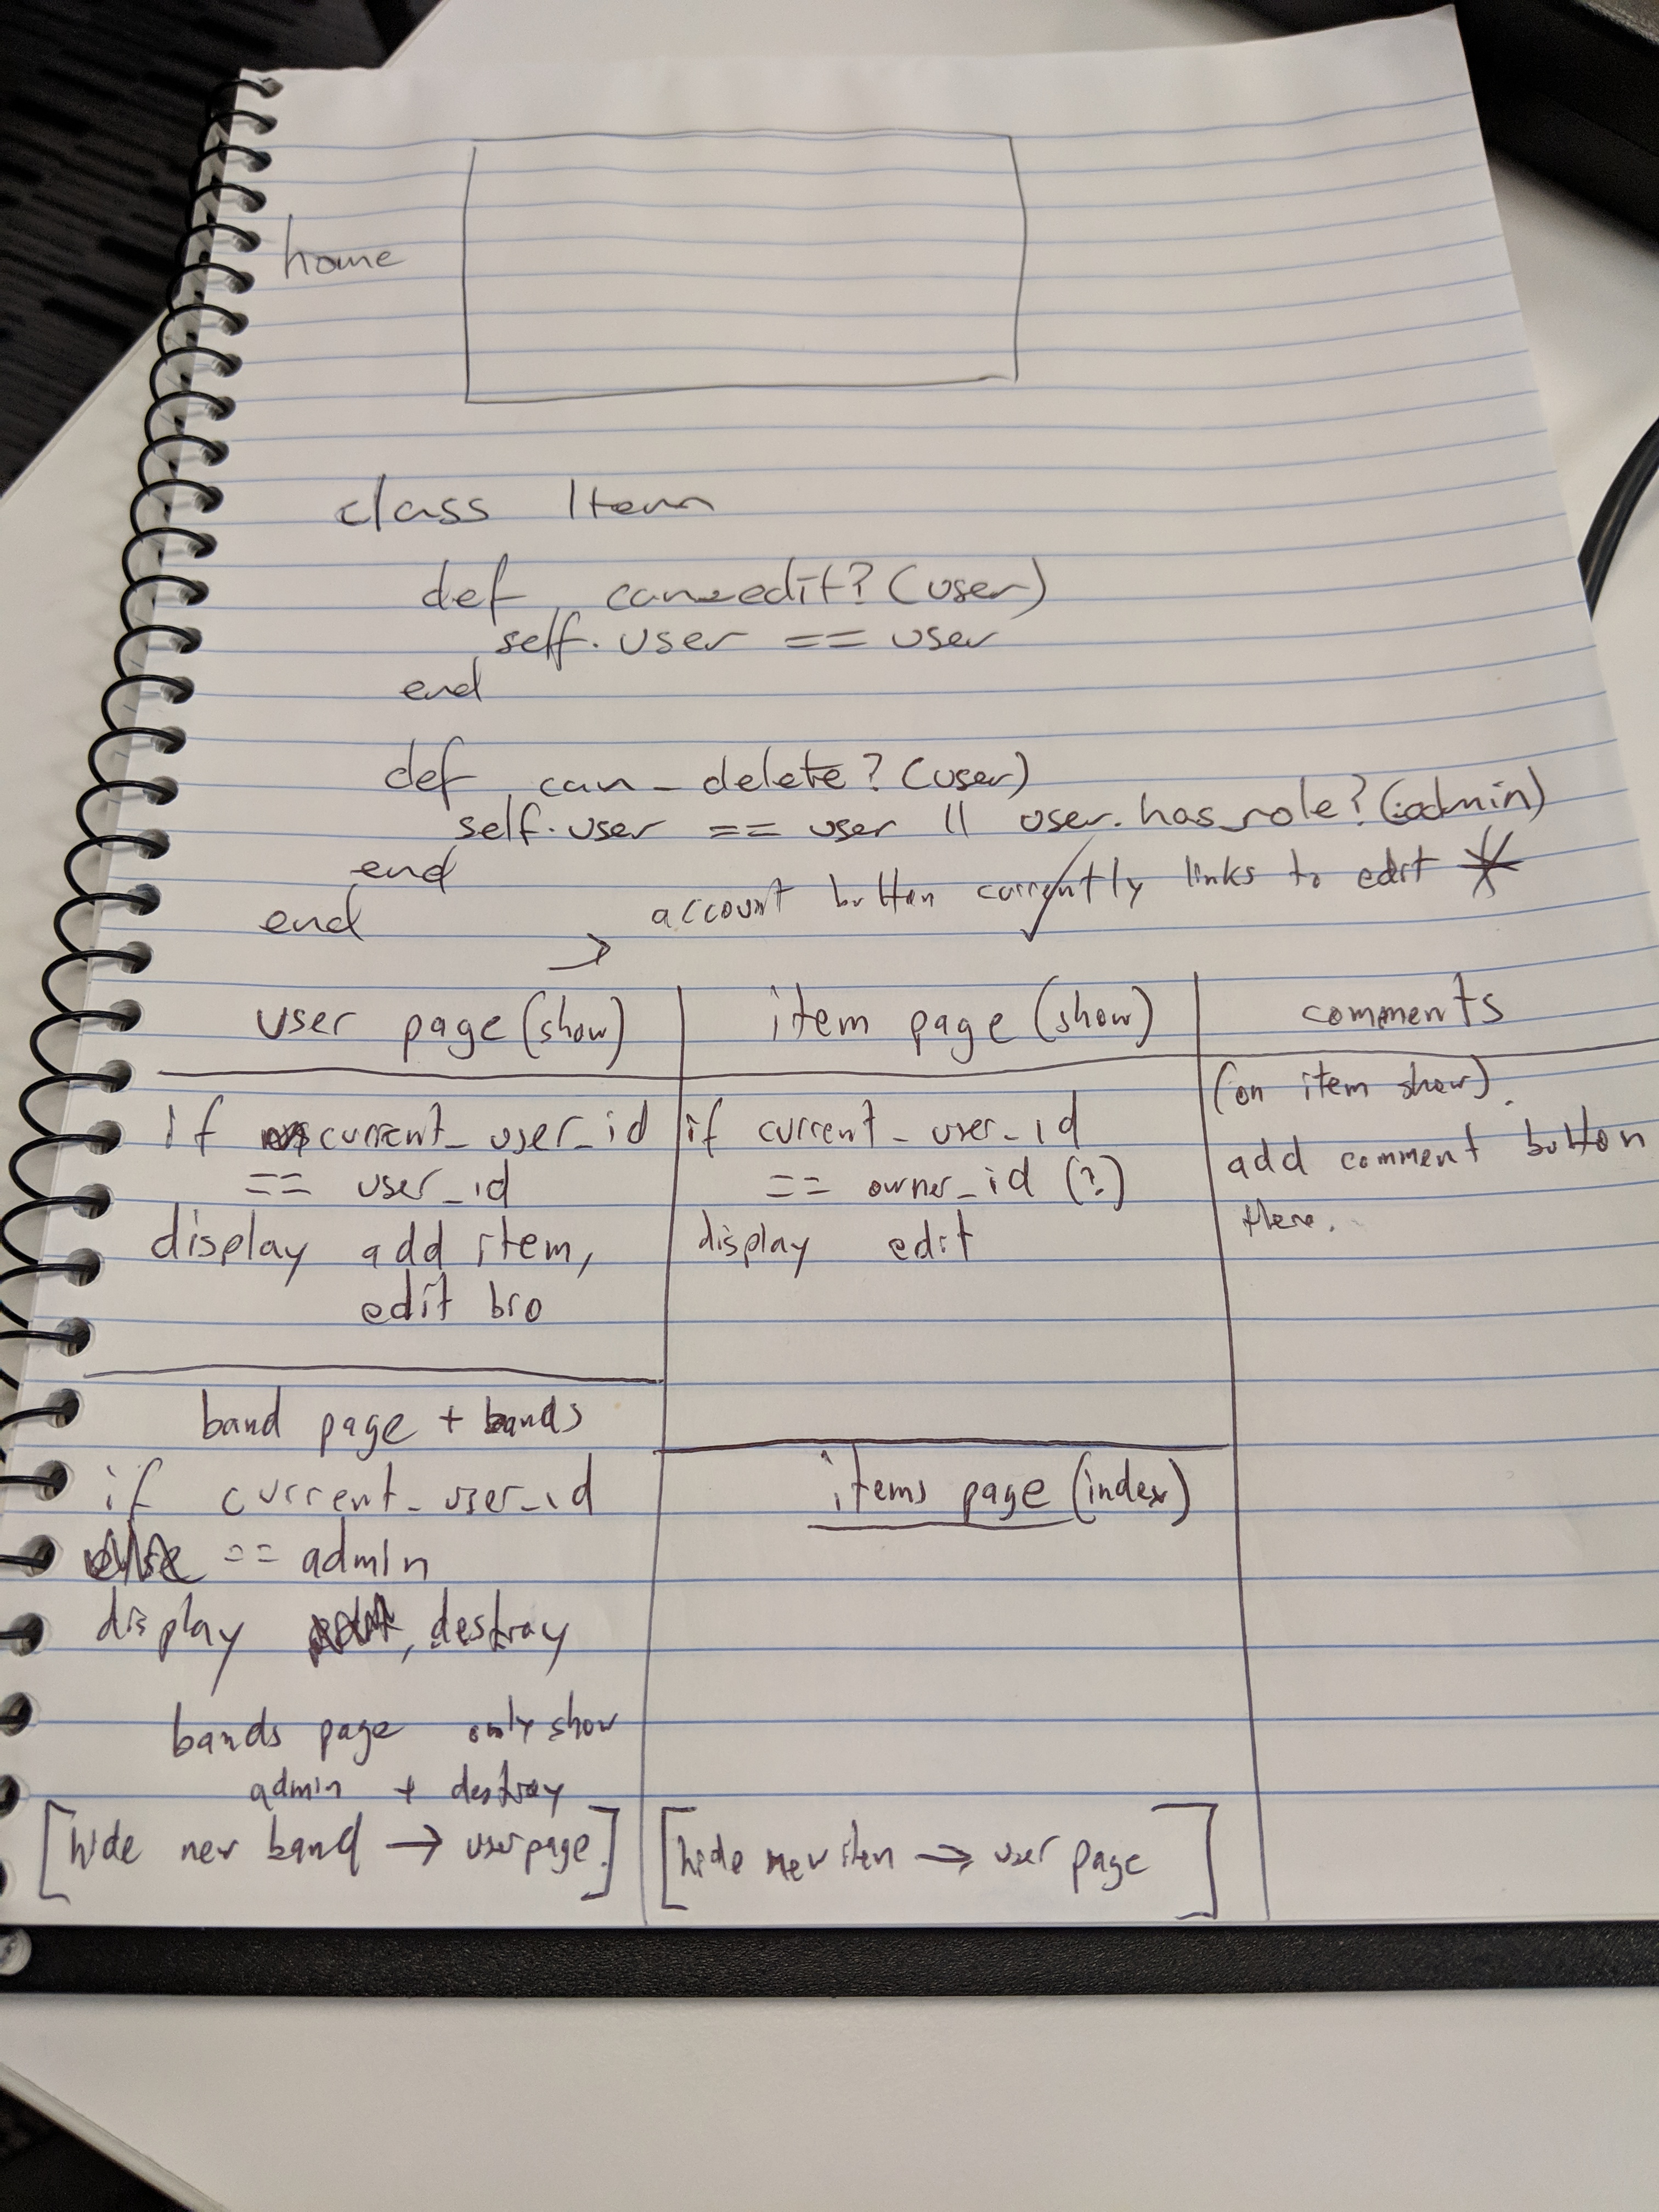 home
class Item
def can_edit?(user)
self.user == user
end
def can_delete?(user)
self.user == user || user.has_role?(:admin)
end
end
account button currently links to edit *
user page (show)
if current_user_id
== user_id
display add item,
edit bro
band page + bands
if current_user_id
== admin
display , destroy
bands page only show
admin + destroy
[hide new band → user page.]
item page (show)
if current_user_id
== owner_id (?)
display edit
items page (index)
[hide new item → user page]
comments
(on item show).
add comment button
there.